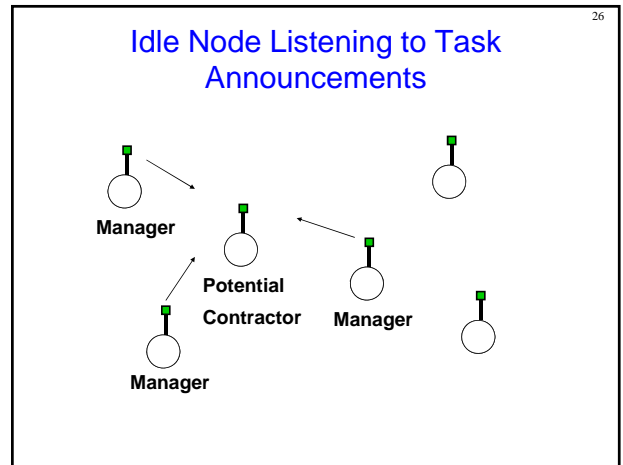 26
Idle Node Listening to Task
Announcements
Manager
Potential
Contractor
Manager
Manager